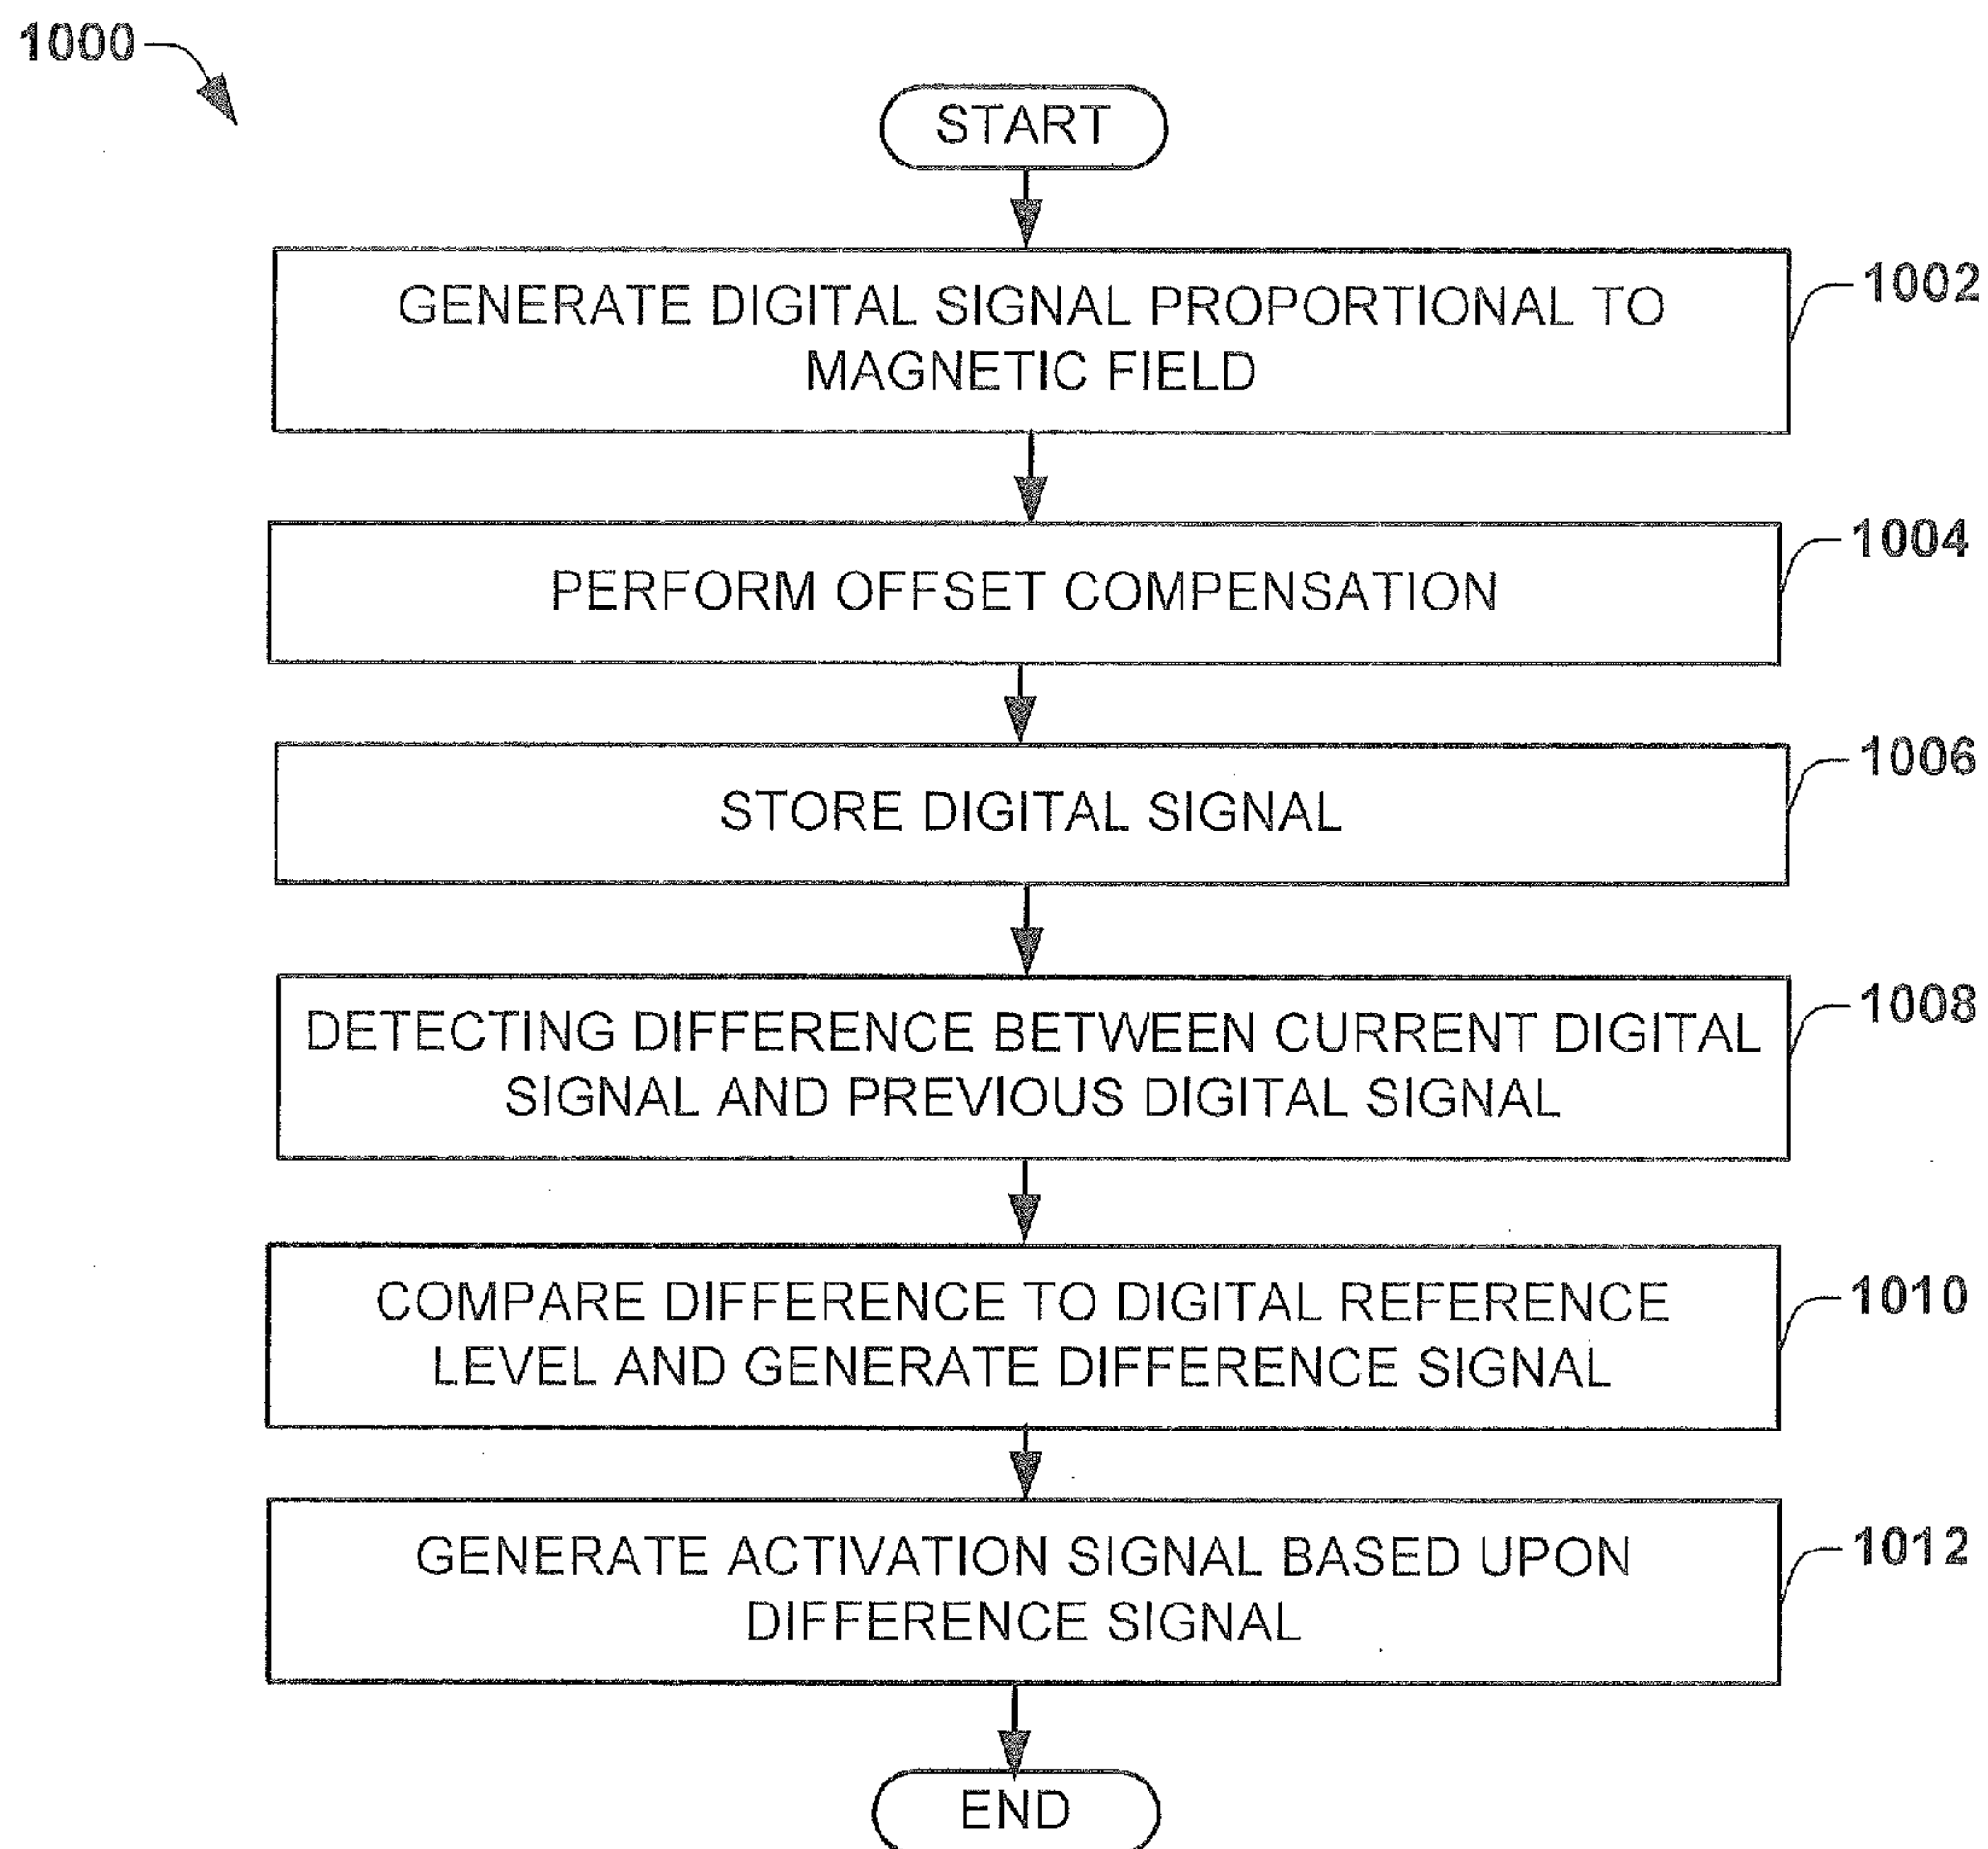 1000
START
GENERATE DIGITAL SIGNAL PROPORTIONAL TO
MAGNETIC FIELD
1002
PERFORM OFFSET COMPENSATION
1004
STORE DIGITAL SIGNAL
1006
DETECTING DIFFERENCE BETWEEN CURRENT DIGITAL
SIGNAL AND PREVIOUS DIGITAL SIGNAL
1008
COMPARE DIFFERENCE TO DIGITAL REFERENCE
LEVEL AND GENERATE DIFFERENCE SIGNAL
1010
GENERATE ACTIVATION SIGNAL BASED UPON
DIFFERENCE SIGNAL
1012
END